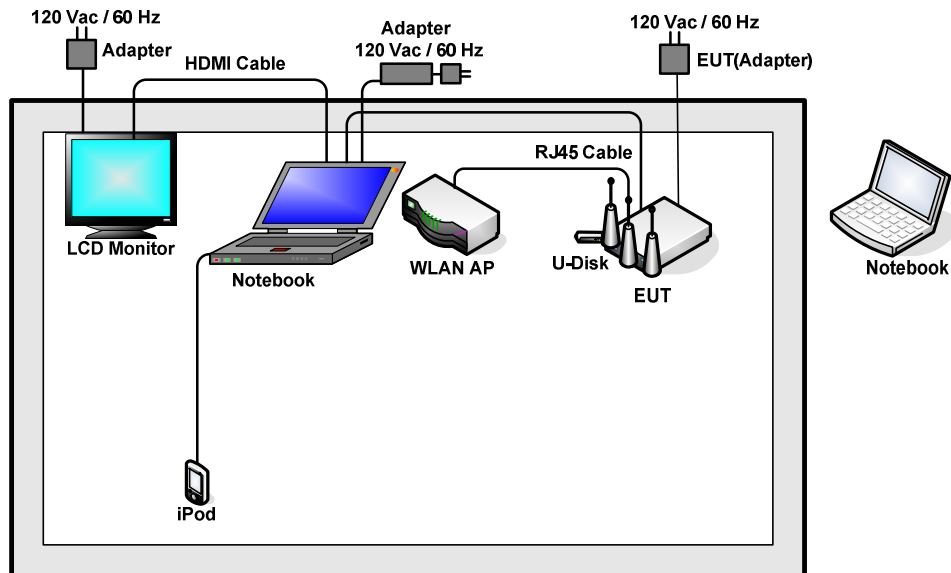 120 Vac / 60 Hz
Adapter
HDMI Cable
Adapter
120 Vac / 60 Hz
120 Vac / 60 Hz
EUT(Adapter)
RJ45 Cable
LCD Monitor
Notebook
WLAN AP
U-Disk
EUT
Notebook
iPod